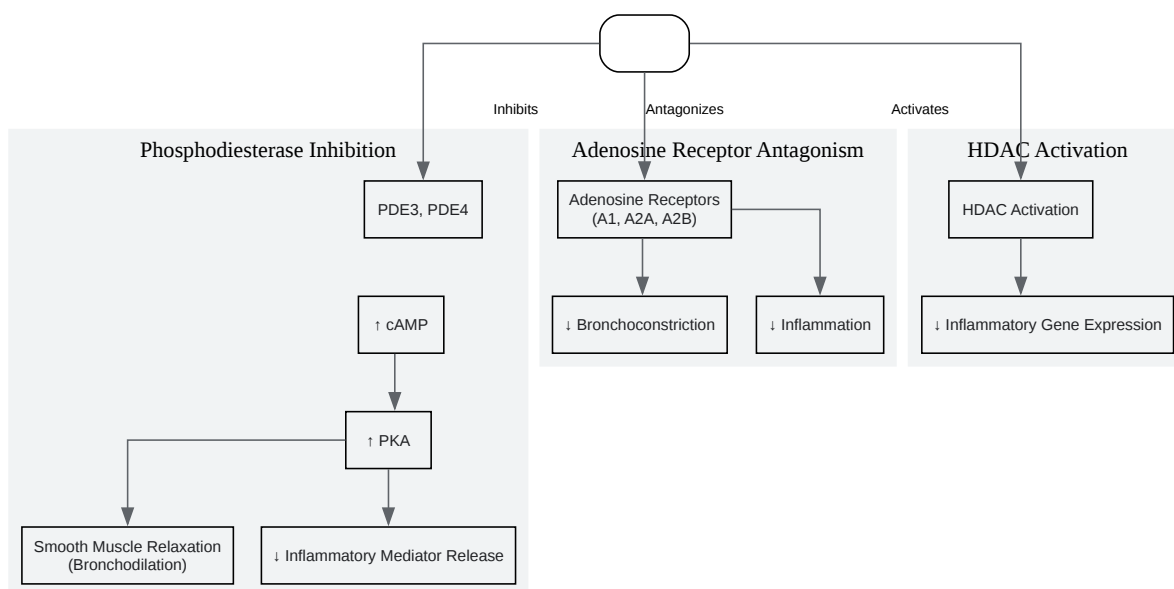 Inhibits
Antagonizes
Activates
Phosphodiesterase Inhibition
Adenosine Receptor Antagonism
HDAC Activation
PDE3, PDE4
Adenosine Receptors
(A1, A2A, A2B)
HDAC Activation
↑ cAMP
↓ Bronchoconstriction
↓ Inflammation
↓ Inflammatory Gene Expression
↑ PKA
Smooth Muscle Relaxation
(Bronchodilation)
↓ Inflammatory Mediator Release